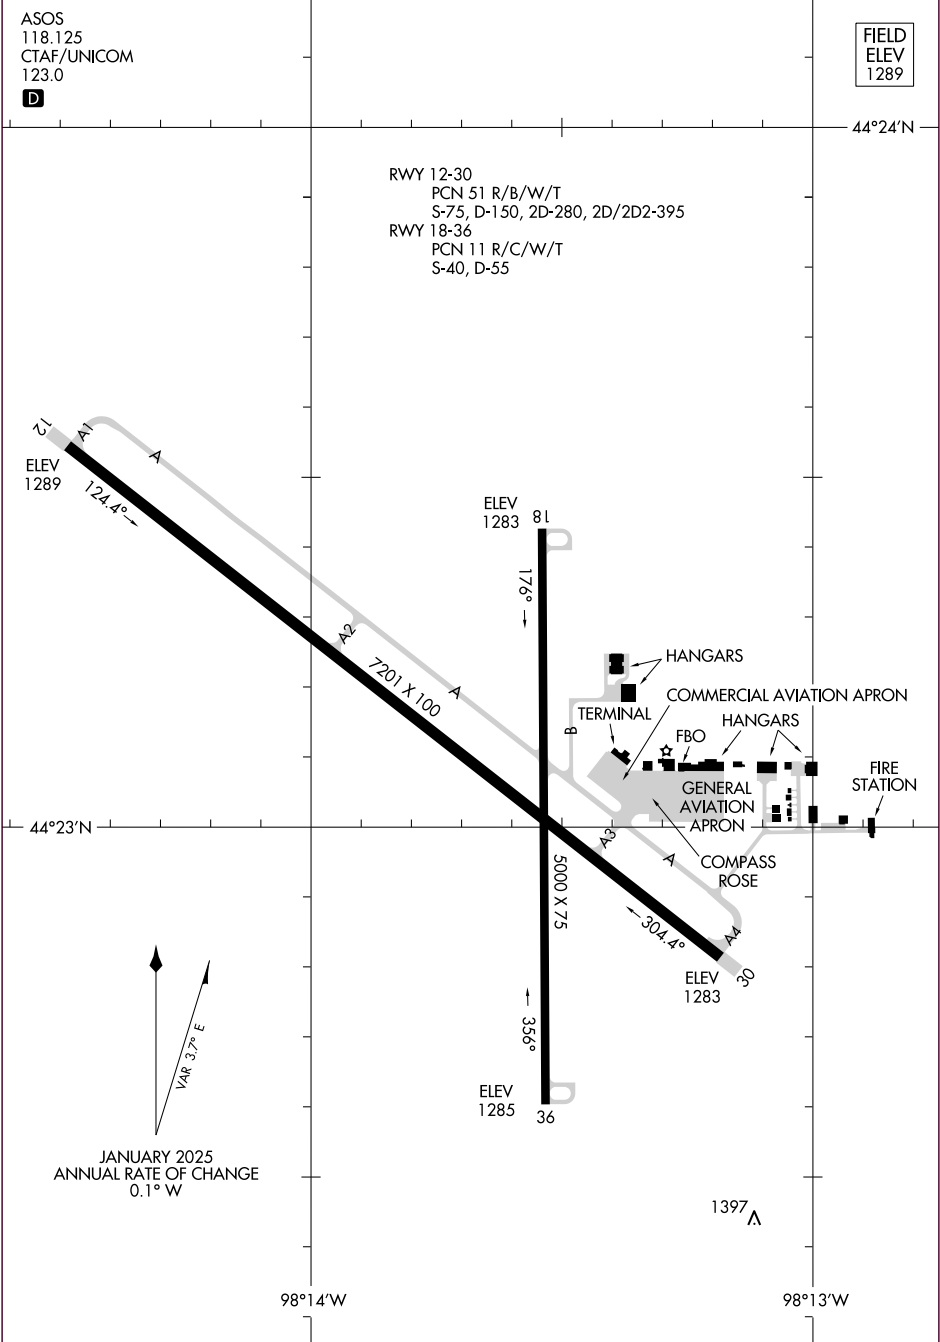 ASOS
118.125
CTAF/UNICOM
123.0
D
FIELD
ELEV
1289
44°24'N
RWY 12-30
PCN 51 R/B/W/T
S-75, D-150, 2D-280, 2D/2D2-395
RWY 18-36
PCN 11 R/C/W/T
S-40, D-55
12
A1
A
ELEV
1289
124.4°
ELEV
1283
18
176°
A2
7201 X 100
A
B
HANGARS
COMMERCIAL AVIATION APRON
TERMINAL
HANGARS
FBO
FIRE
STATION
GENERAL
AVIATION
APRON
44°23'N
A3
A
COMPASS
ROSE
5000 X 75
304.4°
A4
30
ELEV
1283
356°
VAR 3.7° E
ELEV
1285
36
JANUARY 2025
ANNUAL RATE OF CHANGE
0.1° W
1397
98°14'W
98°13'W